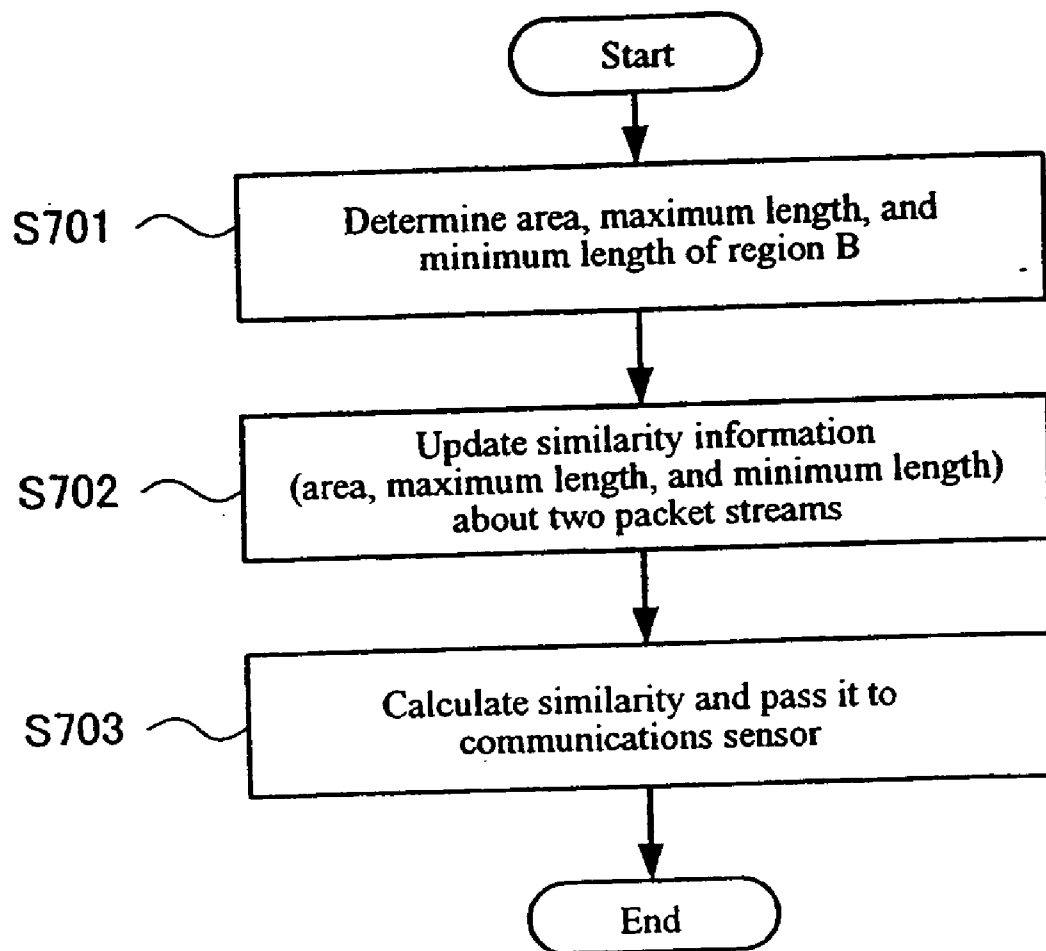 Start
S701
Determine area, maximum length, and
minimum length of region B
S702
Update similarity information
(area, maximum length, and minimum length)
about two packet streams
S703
Calculate similarity and pass it to
communications sensor
End